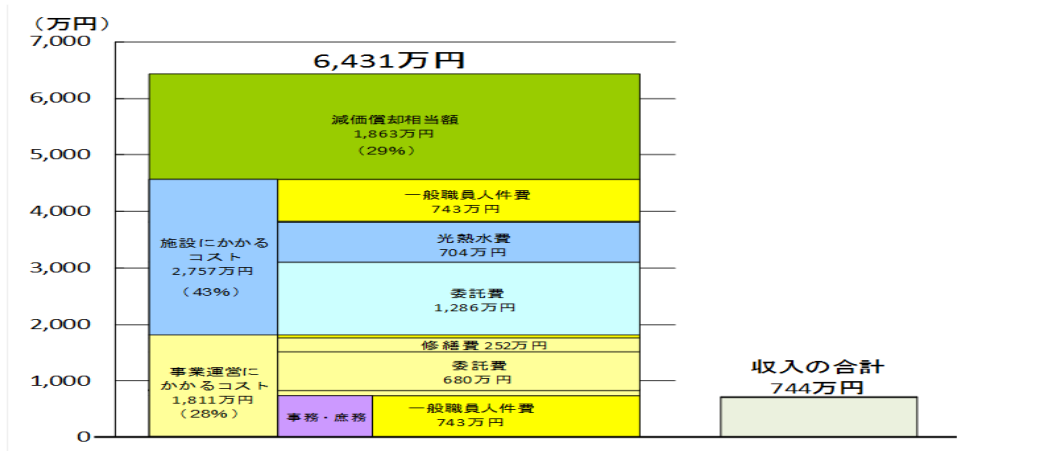 （万円）
7,000
6,000
5,000
4,000
3,000
2,000
1,000
0
6,431万円
減価償却相当額
1,863万円
（29%）
施設にかかる
コスト
2,757万円
（43%）
一般職員人件費
743万円
光熱水費
704万円
委託費
1,286万円
事業運営に
かかるコスト
1,811万円
（28%）
修繕費 252万円
委託費
680万円
事務・庶務
一般職員人件費
743万円
収入の合計
744万円